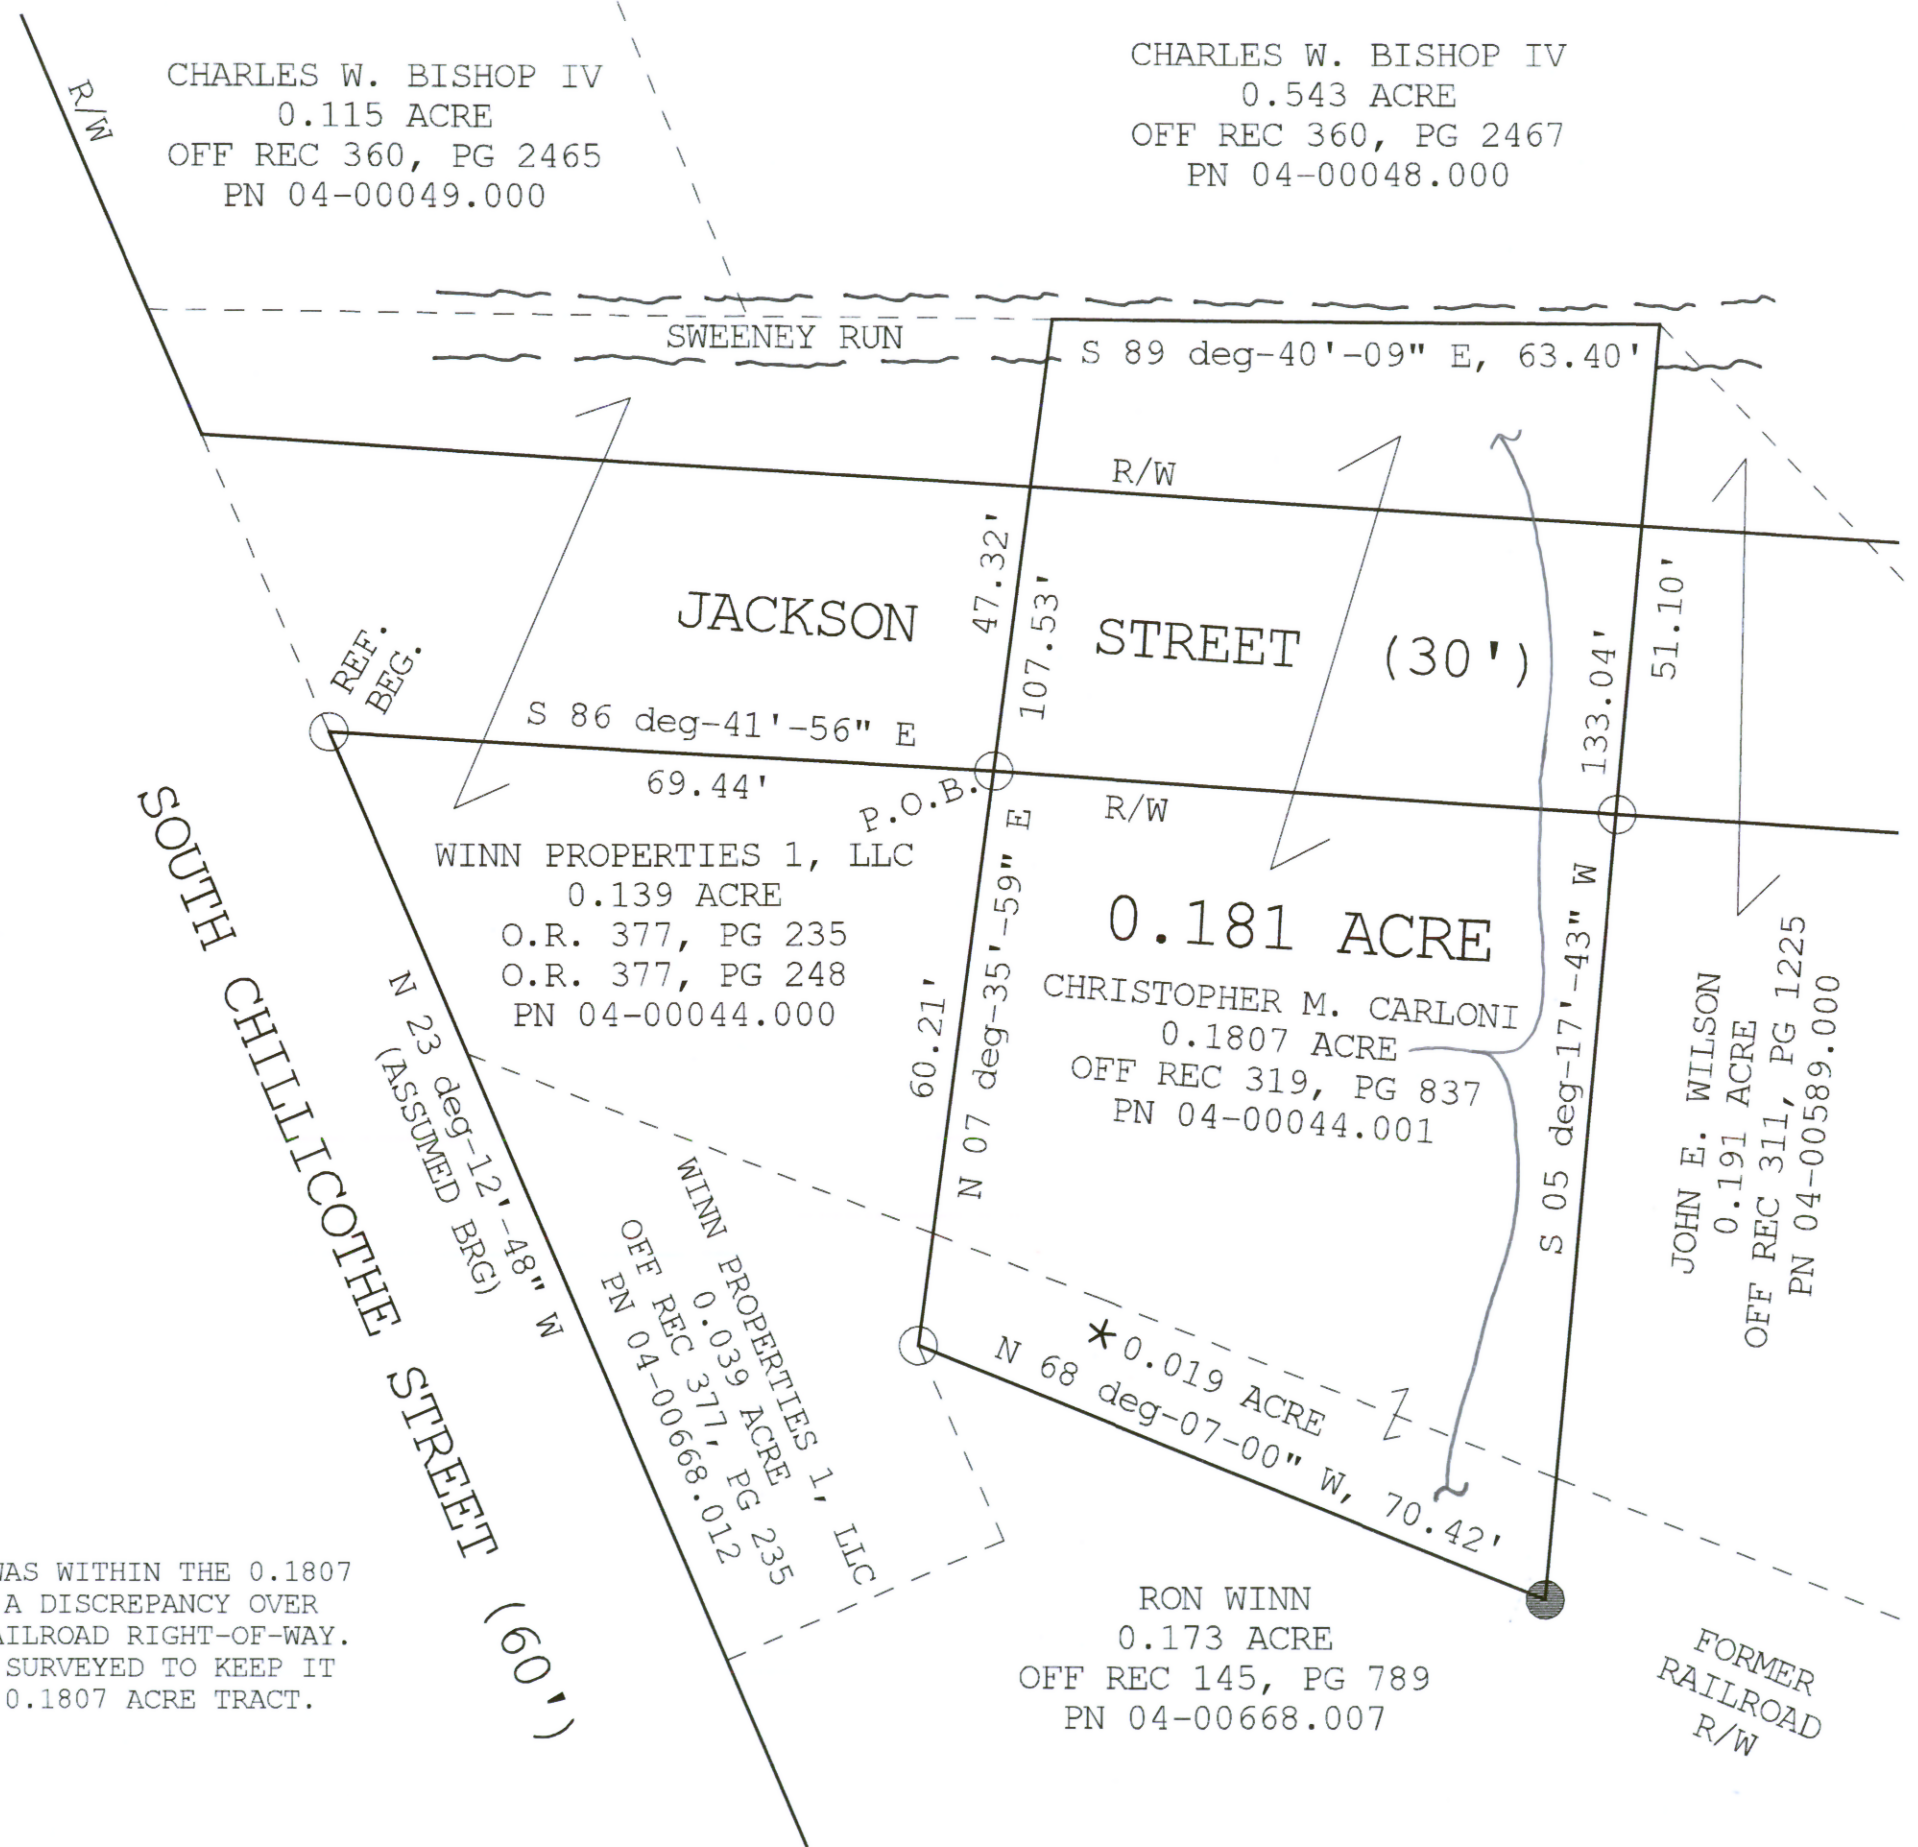 R/W
CHARLES W. BISHOP IV
0.115 ACRE
OFF REC 360, PG 2465
PN 04-00049.000
CHARLES W. BISHOP IV
0.543 ACRE
OFF REC 360, PG 2467
PN 04-00048.000
SWEENEY RUN
S 89 deg-40'-09" E, 63.40'
R/W
JACKSON STREET (30')
47.32'
107.53'
133.04'
51.10'
REF.
BEG.
S 86 deg-41'-56" E
69.44'
P.O.B.
R/W
WINN PROPERTIES 1, LLC
0.139 ACRE
O.R. 377, PG 235
O.R. 377, PG 248
PN 04-00044.000
60.21'
N 07 deg-35'-59" E
0.181 ACRE
CHRISTOPHER M. CARLONI
0.1807 ACRE
OFF REC 319, PG 837
PN 04-00044.001
S 05 deg-17'-43" W
JOHN E. WILSON
0.191 ACRE
OFF REC 311, PG 1225
PN 04-00589.000
SOUTH CHILLICOTHE STREET (60')
N 23 deg-12'-48" W
(ASSUMED BRG)
WINN PROPERTIES 1, LLC
0.039 ACRE
OFF REC 377, PG 235
PN 04-00668.012
*0.019 ACRE
N 68 deg-07-00" W, 70.42'
RON WINN
0.173 ACRE
OFF REC 145, PG 789
PN 04-00668.007
FORMER
RAILROAD
R/W
WAS WITHIN THE 0.1807
A DISCREPANCY OVER
AILROAD RIGHT-OF-WAY.
SURVEYED TO KEEP IT
0.1807 ACRE TRACT.